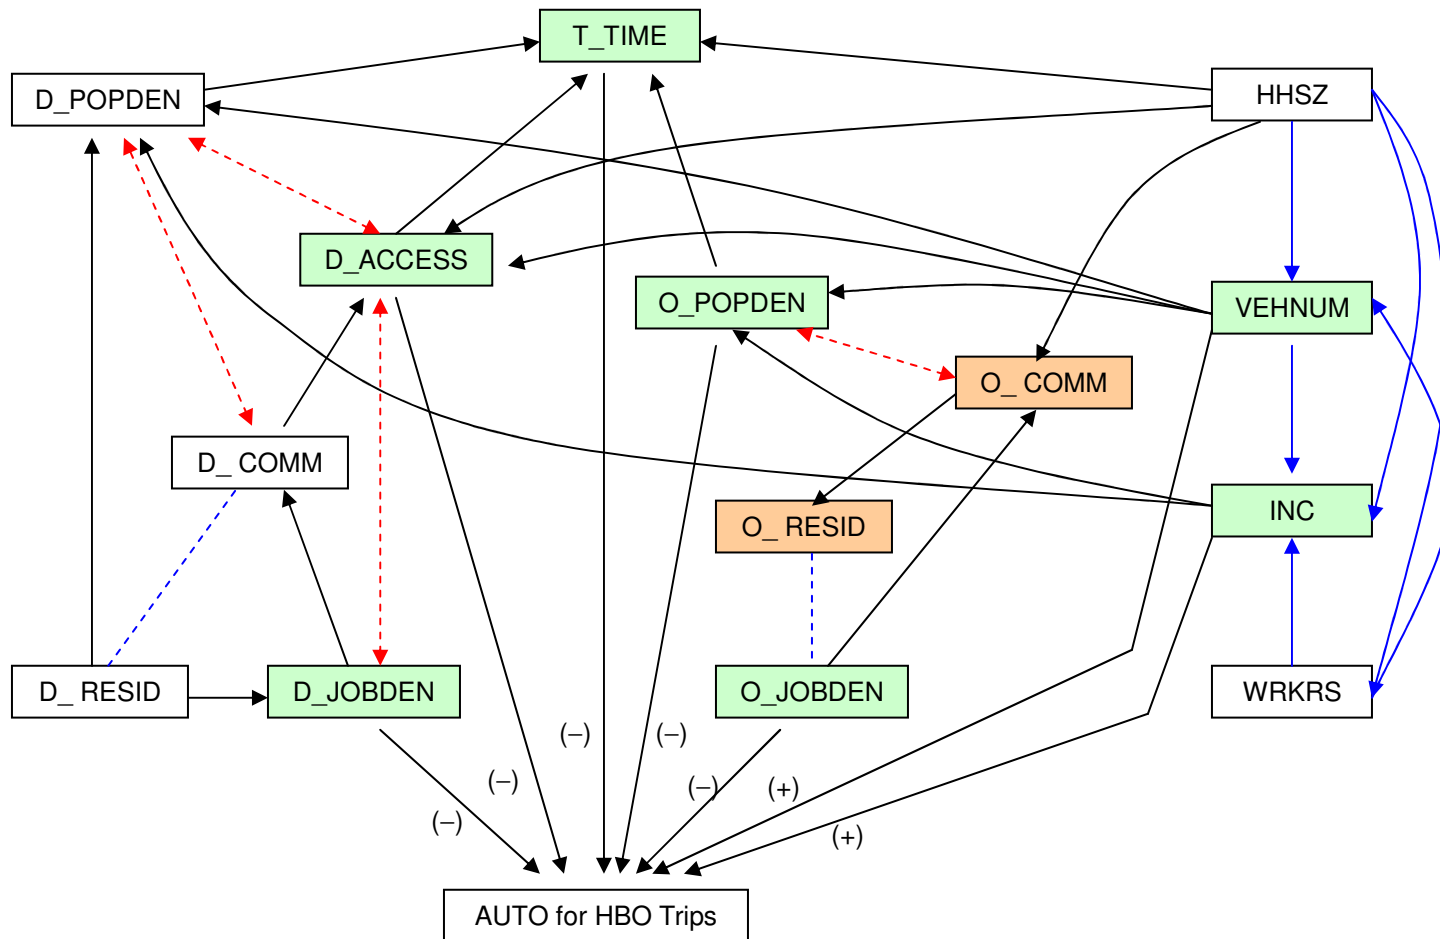 T_TIME
D_POPDEN
HHSZ
D_ACCESS
O_POPDEN
VEHNUM
O_ COMM
D_ COMM
O_ RESID
INC
D_ RESID
D_JOBDEN
O_JOBDEN
WRKRS
(−)
(−)
(−)
(−)
(+)
(−)
(+)
AUTO for HBO Trips